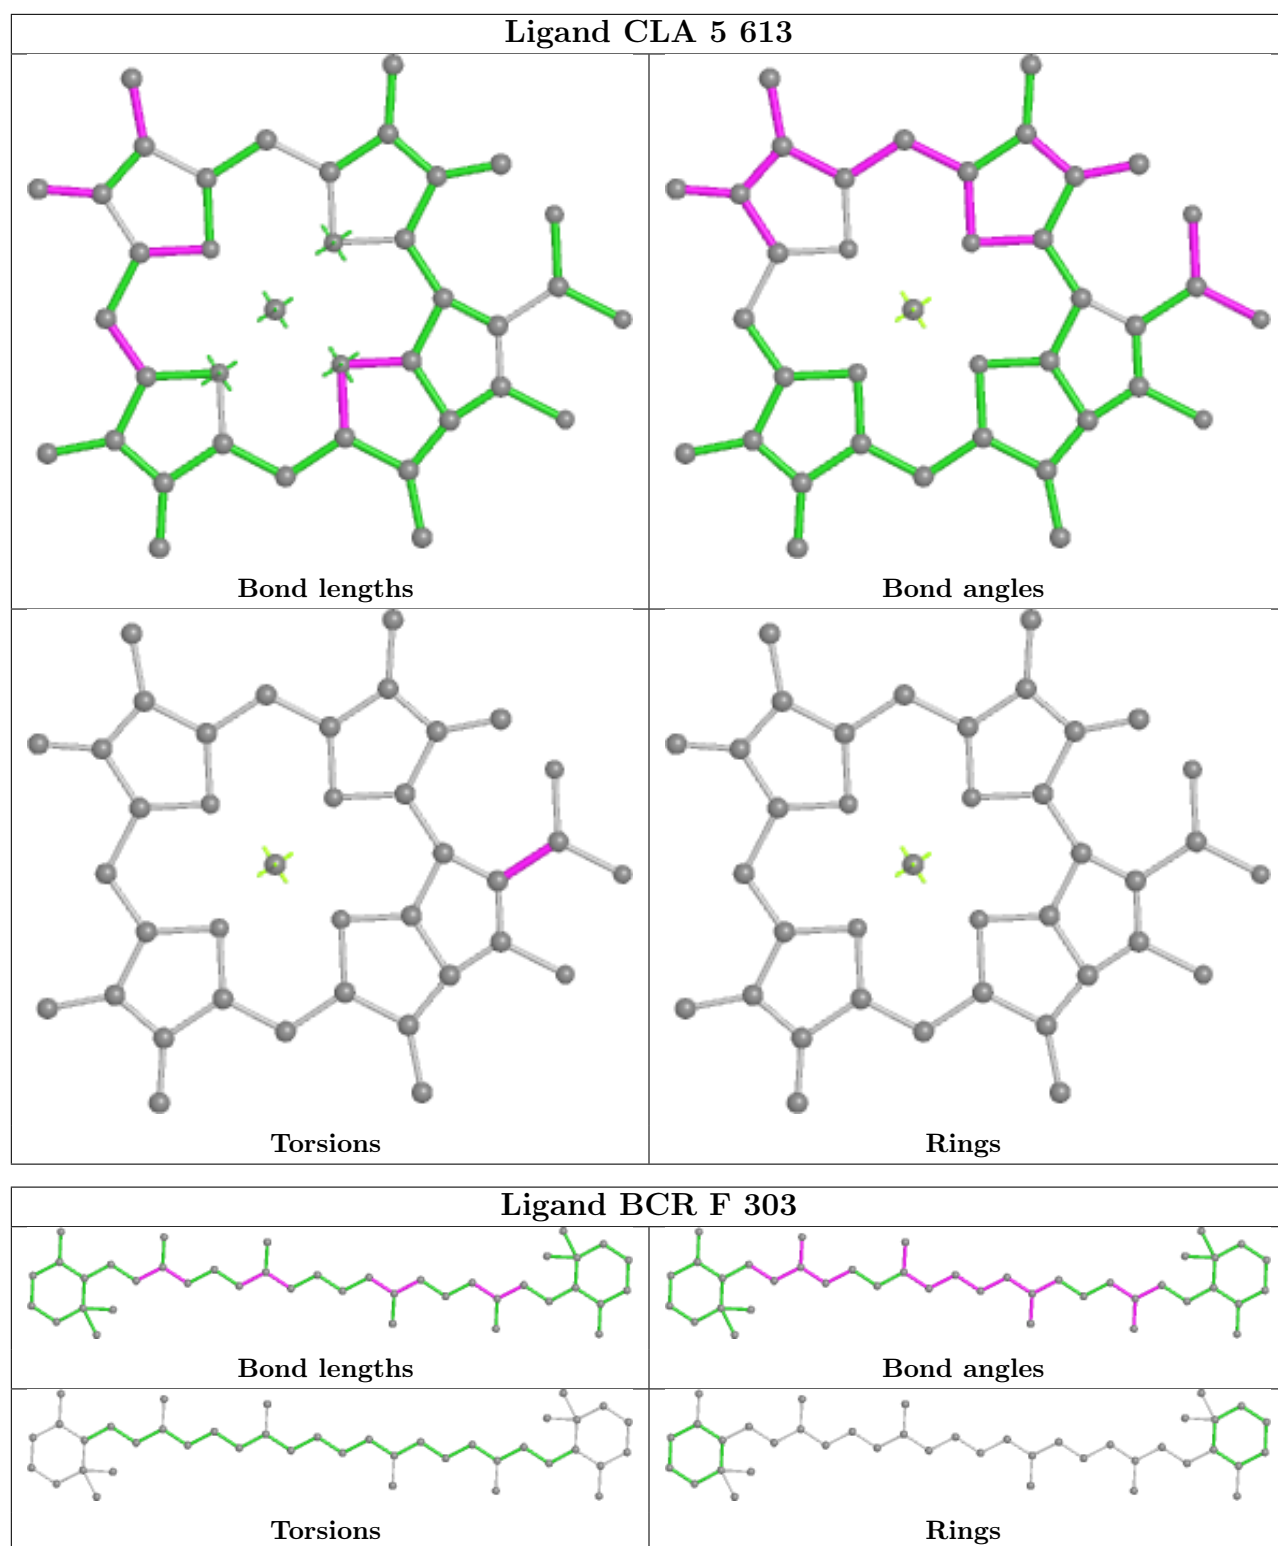 Ligand CLA 5 613
Bond lengths
Bond angles
Torsions
Rings
Ligand BCR F 303
Bond lengths
Bond angles
Torsions
Rings